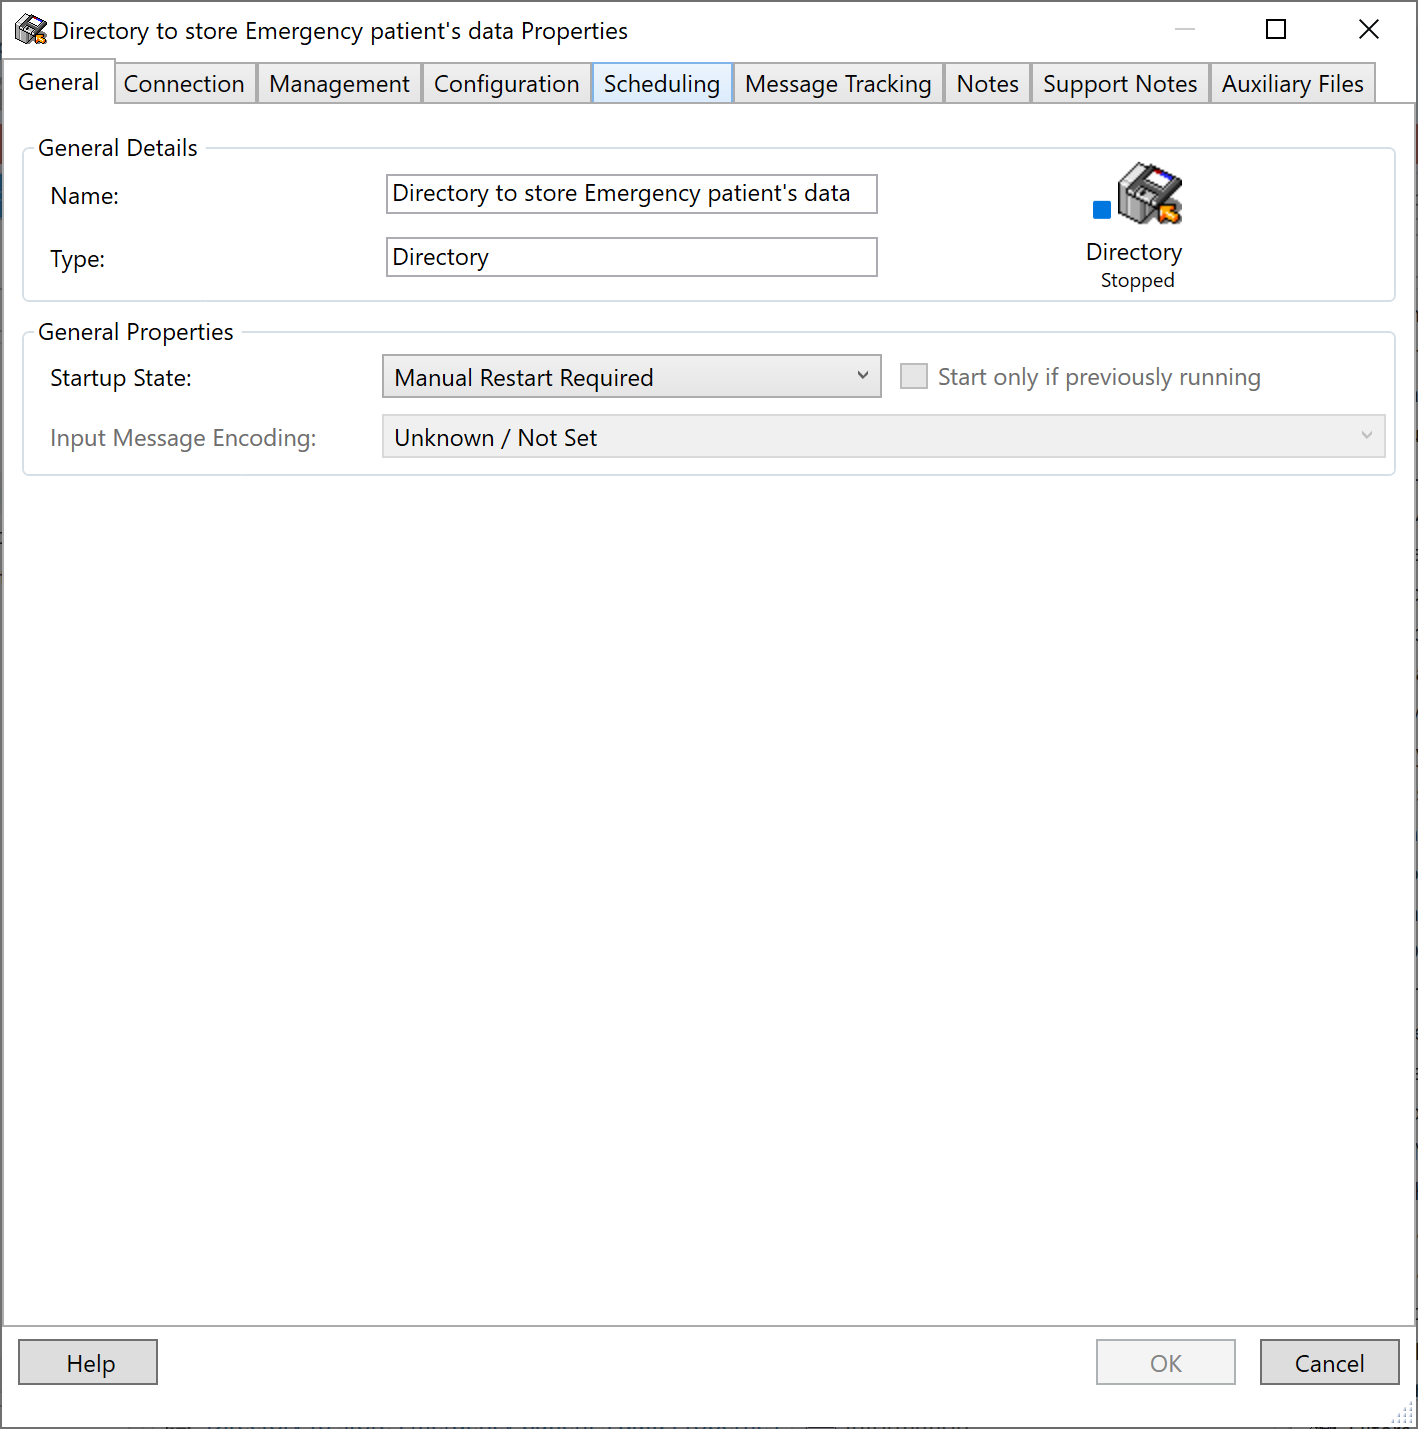 Directory to store Emergency patient's data Properties
General Connection Management Configuration Scheduling Message Tracking Notes Support Notes Auxiliary Files
General Details
Name: Directory to store Emergency patient's data
Type: Directory
Directory
Stopped
General Properties
Startup State: Manual Restart Required Start only if previously running
Input Message Encoding: Unknown / Not Set
Help OK Cancel